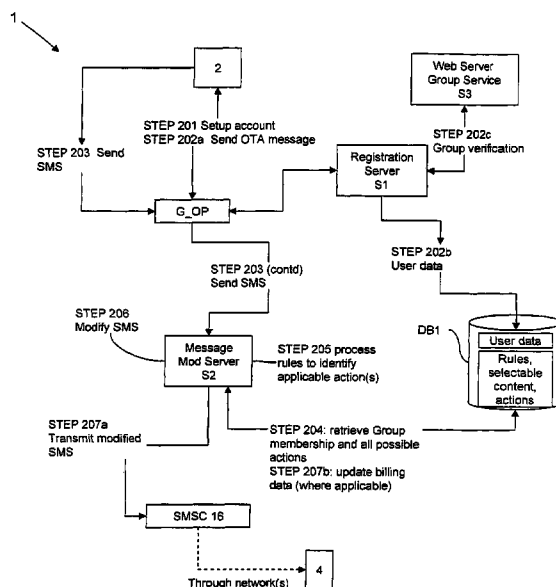 1
2
Web Server
Group Service
S3
STEP 201 Setup account
STEP 202a Send OTA message
STEP 202c
Group verification
STEP 203 Send
SMS
Registration
Server
S1
G_OP
STEP 203 (contd)
Send SMS
STEP 202b
User data
STEP 206
Modify SMS
Message
Mod Server
S2
STEP 205 process
rules to identify
applicable action(s)
DB1
User data
Rules,
selectable
content,
actions
STEP 207a
Transmit modified
SMS
STEP 204: retrieve Group
membership and all possible
actions
STEP 207b: update billing
data (where applicable)
SMSC 16
4
Through network(s)